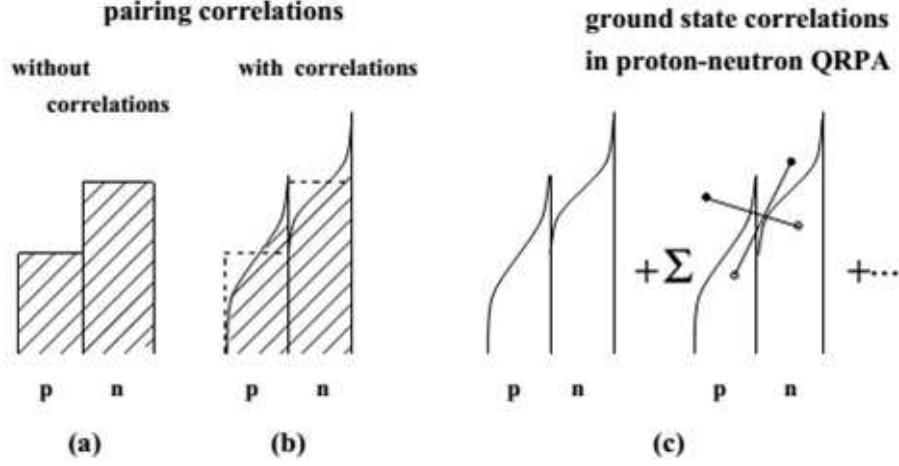 pairing correlations
without
correlations
with correlations
ground state correlations
in proton-neutron QRPA
+Σ
+...
p n p n p n p n
(a) (b) (c)